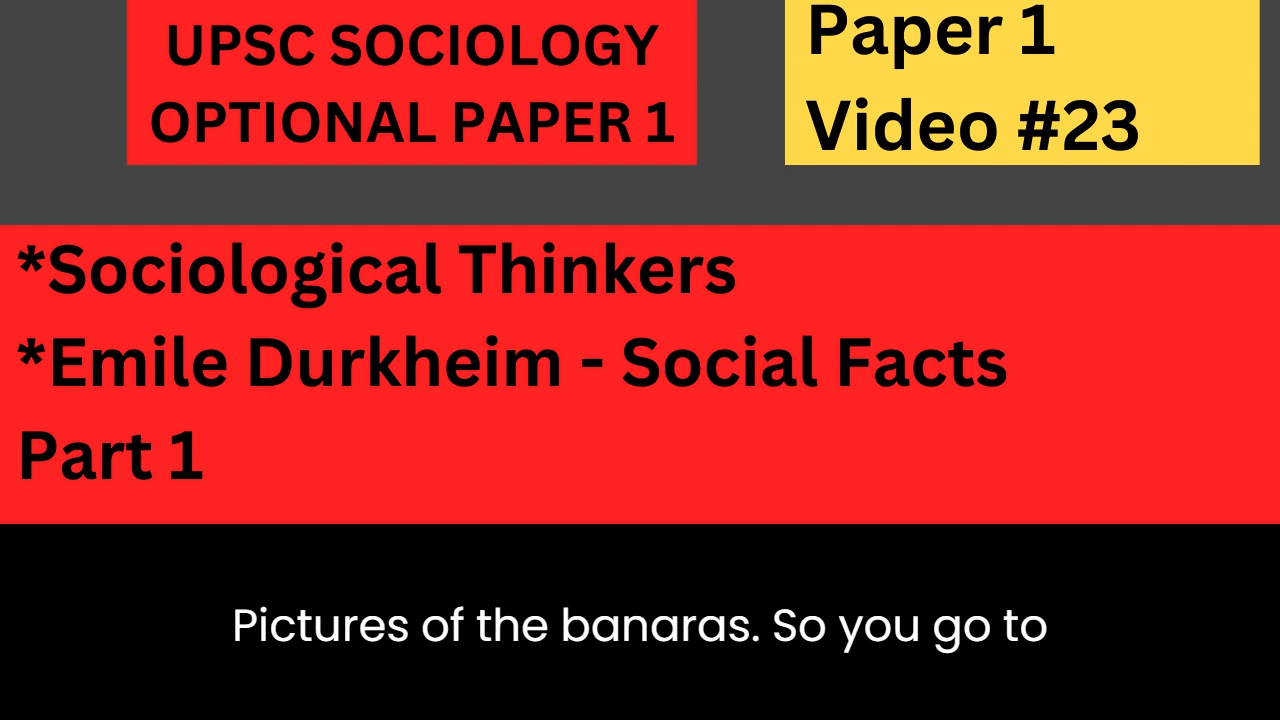 UPSC SOCIOLOGY
OPTIONAL PAPER 1
Paper 1
Video #23
*Sociological Thinkers
*Emile Durkheim - Social Facts
Part 1
Pictures of the banaras. So you go to